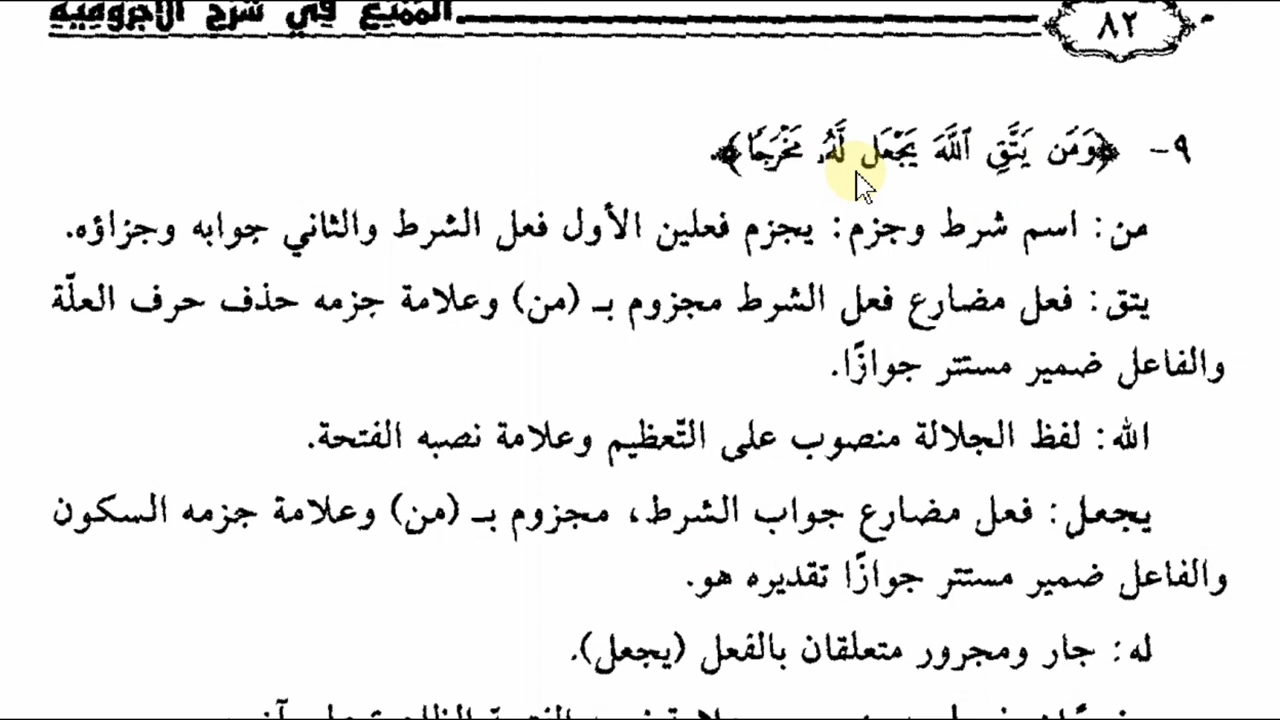 ٨٢
الممتع في شرح الآجرومية
٩- ﴿وَمَن يَتَّقِ ٱللَّهَ يَجْعَل لَّهُۥ مَخْرَجًا﴾.
من: اسم شرط وجزم: يجزم فعلين الأول فعل الشرط والثاني جوابه وجزاؤه.
يتق: فعل مضارع فعل الشرط مجزوم بـ (من) وعلامة جزمه حذف حرف العلّة
والفاعل ضمير مستتر جوازًا.
الله: لفظ الجلالة منصوب على التّعظيم وعلامة نصبه الفتحة.
يجعل: فعل مضارع جواب الشرط، مجزوم بـ (من) وعلامة جزمه السكون
والفاعل ضمير مستتر جوازًا تقديره هو.
له: جار ومجرور متعلقان بالفعل (يجعل).